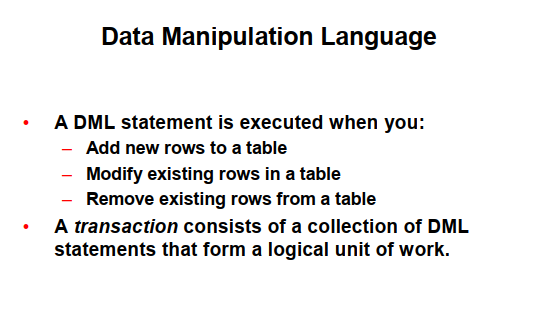 Data Manipulation Language
• A DML statement is executed when you:
– Add new rows to a table
– Modify existing rows in a table
– Remove existing rows from a table
• A transaction consists of a collection of DML
statements that form a logical unit of work.